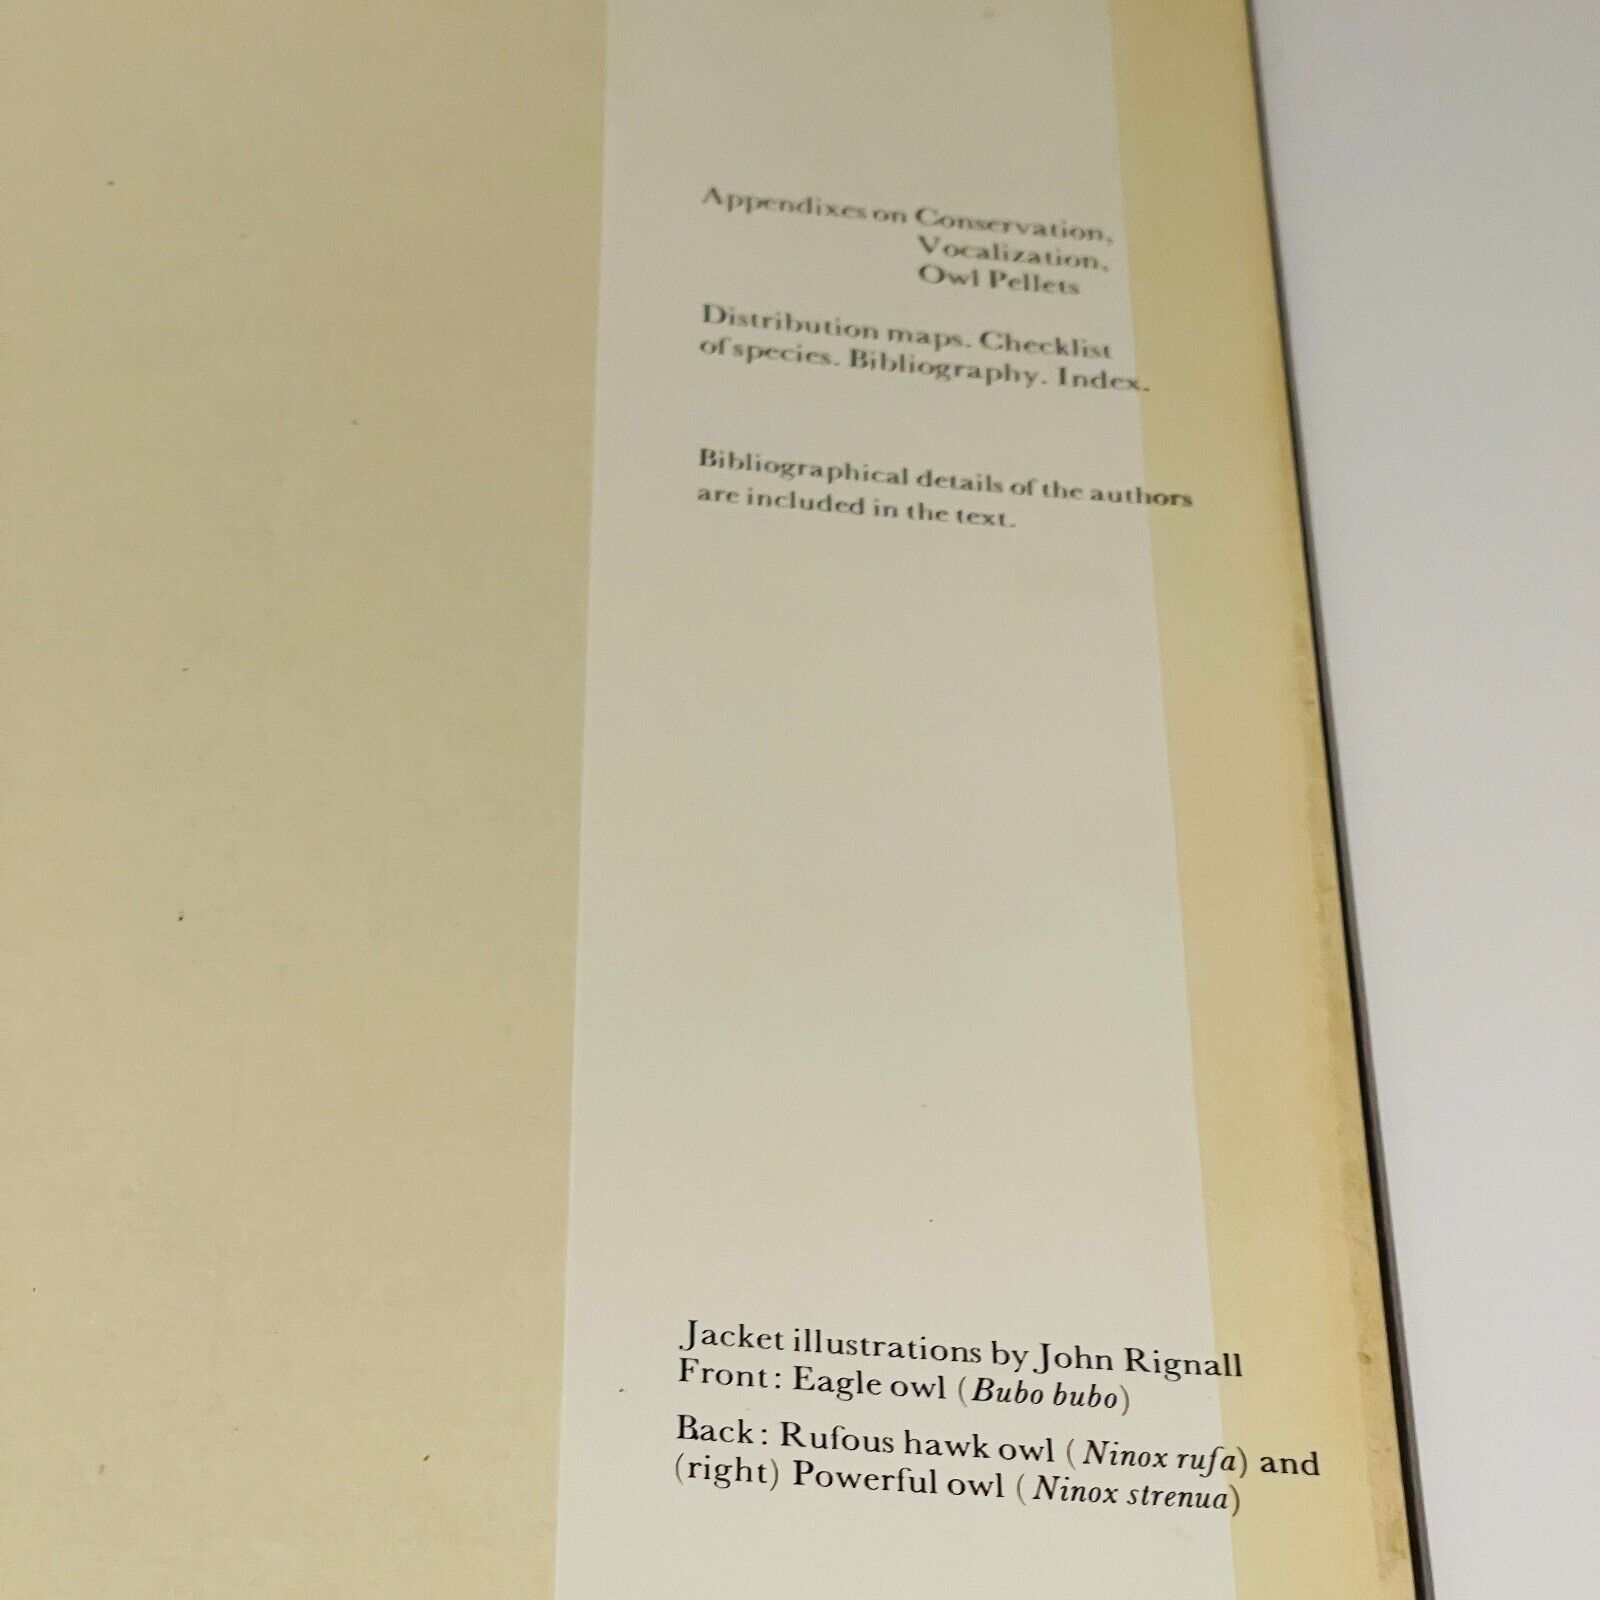 Appendixes on Conservation,
Vocalization,
Owl Pellets
Distribution maps. Checklist
of species. Bibliography. Index.
Bibliographical details of the authors
are included in the text.
Jacket illustrations by John Rignall
Front: Eagle owl (Bubo bubo)
Back: Rufous hawk owl (Ninox rufa) and
(right) Powerful owl (Ninox strenua)